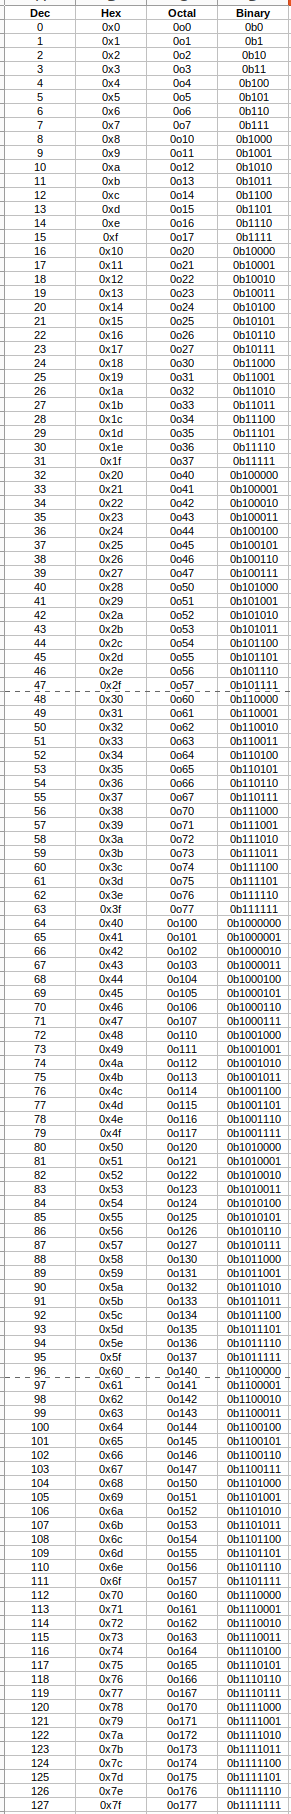 Dec Hex Octal Binary
0 0x0 0o0 0b0
1 0x1 0o1 0b1
2 0x2 0o2 0b10
3 0x3 0o3 0b11
4 0x4 0o4 0b100
5 0x5 0o5 0b101
6 0x6 0o6 0b110
7 0x7 0o7 0b111
8 0x8 0o10 0b1000
9 0x9 0o11 0b1001
10 0xa 0o12 0b1010
11 0xb 0o13 0b1011
12 0xc 0o14 0b1100
13 0xd 0o15 0b1101
14 0xe 0o16 0b1110
15 0xf 0o17 0b1111
16 0x10 0o20 0b10000
17 0x11 0o21 0b10001
18 0x12 0o22 0b10010
19 0x13 0o23 0b10011
20 0x14 0o24 0b10100
21 0x15 0o25 0b10101
22 0x16 0o26 0b10110
23 0x17 0o27 0b10111
24 0x18 0o30 0b11000
25 0x19 0o31 0b11001
26 0x1a 0o32 0b11010
27 0x1b 0o33 0b11011
28 0x1c 0o34 0b11100
29 0x1d 0o35 0b11101
30 0x1e 0o36 0b11110
31 0x1f 0o37 0b11111
32 0x20 0o40 0b100000
33 0x21 0o41 0b100001
34 0x22 0o42 0b100010
35 0x23 0o43 0b100011
36 0x24 0o44 0b100100
37 0x25 0o45 0b100101
38 0x26 0o46 0b100110
39 0x27 0o47 0b100111
40 0x28 0o50 0b101000
41 0x29 0o51 0b101001
42 0x2a 0o52 0b101010
43 0x2b 0o53 0b101011
44 0x2c 0o54 0b101100
45 0x2d 0o55 0b101101
46 0x2e 0o56 0b101110
47 0x2f 0o57 0b101111
48 0x30 0o60 0b110000
49 0x31 0o61 0b110001
50 0x32 0o62 0b110010
51 0x33 0o63 0b110011
52 0x34 0o64 0b110100
53 0x35 0o65 0b110101
54 0x36 0o66 0b110110
55 0x37 0o67 0b110111
56 0x38 0o70 0b111000
57 0x39 0o71 0b111001
58 0x3a 0o72 0b111010
59 0x3b 0o73 0b111011
60 0x3c 0o74 0b111100
61 0x3d 0o75 0b111101
62 0x3e 0o76 0b111110
63 0x3f 0o77 0b111111
64 0x40 0o100 0b1000000
65 0x41 0o101 0b1000001
66 0x42 0o102 0b1000010
67 0x43 0o103 0b1000011
68 0x44 0o104 0b1000100
69 0x45 0o105 0b1000101
70 0x46 0o106 0b1000110
71 0x47 0o107 0b1000111
72 0x48 0o110 0b1001000
73 0x49 0o111 0b1001001
74 0x4a 0o112 0b1001010
75 0x4b 0o113 0b1001011
76 0x4c 0o114 0b1001100
77 0x4d 0o115 0b1001101
78 0x4e 0o116 0b1001110
79 0x4f 0o117 0b1001111
80 0x50 0o120 0b1010000
81 0x51 0o121 0b1010001
82 0x52 0o122 0b1010010
83 0x53 0o123 0b1010011
84 0x54 0o124 0b1010100
85 0x55 0o125 0b1010101
86 0x56 0o126 0b1010110
87 0x57 0o127 0b1010111
88 0x58 0o130 0b1011000
89 0x59 0o131 0b1011001
90 0x5a 0o132 0b1011010
91 0x5b 0o133 0b1011011
92 0x5c 0o134 0b1011100
93 0x5d 0o135 0b1011101
94 0x5e 0o136 0b1011110
95 0x5f 0o137 0b1011111
96 0x60 0o140 0b1100000
97 0x61 0o141 0b1100001
98 0x62 0o142 0b1100010
99 0x63 0o143 0b1100011
100 0x64 0o144 0b1100100
101 0x65 0o145 0b1100101
102 0x66 0o146 0b1100110
103 0x67 0o147 0b1100111
104 0x68 0o150 0b1101000
105 0x69 0o151 0b1101001
106 0x6a 0o152 0b1101010
107 0x6b 0o153 0b1101011
108 0x6c 0o154 0b1101100
109 0x6d 0o155 0b1101101
110 0x6e 0o156 0b1101110
111 0x6f 0o157 0b1101111
112 0x70 0o160 0b1110000
113 0x71 0o161 0b1110001
114 0x72 0o162 0b1110010
115 0x73 0o163 0b1110011
116 0x74 0o164 0b1110100
117 0x75 0o165 0b1110101
118 0x76 0o166 0b1110110
119 0x77 0o167 0b1110111
120 0x78 0o170 0b1111000
121 0x79 0o171 0b1111001
122 0x7a 0o172 0b1111010
123 0x7b 0o173 0b1111011
124 0x7c 0o174 0b1111100
125 0x7d 0o175 0b1111101
126 0x7e 0o176 0b1111110
127 0x7f 0o177 0b1111111